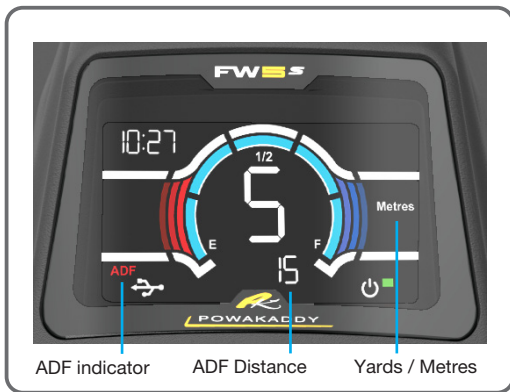 FW5s
10:27
1/2
5
Metres
E
F
ADF
15
POWAKADDY
ADF indicator
ADF Distance
Yards / Metres